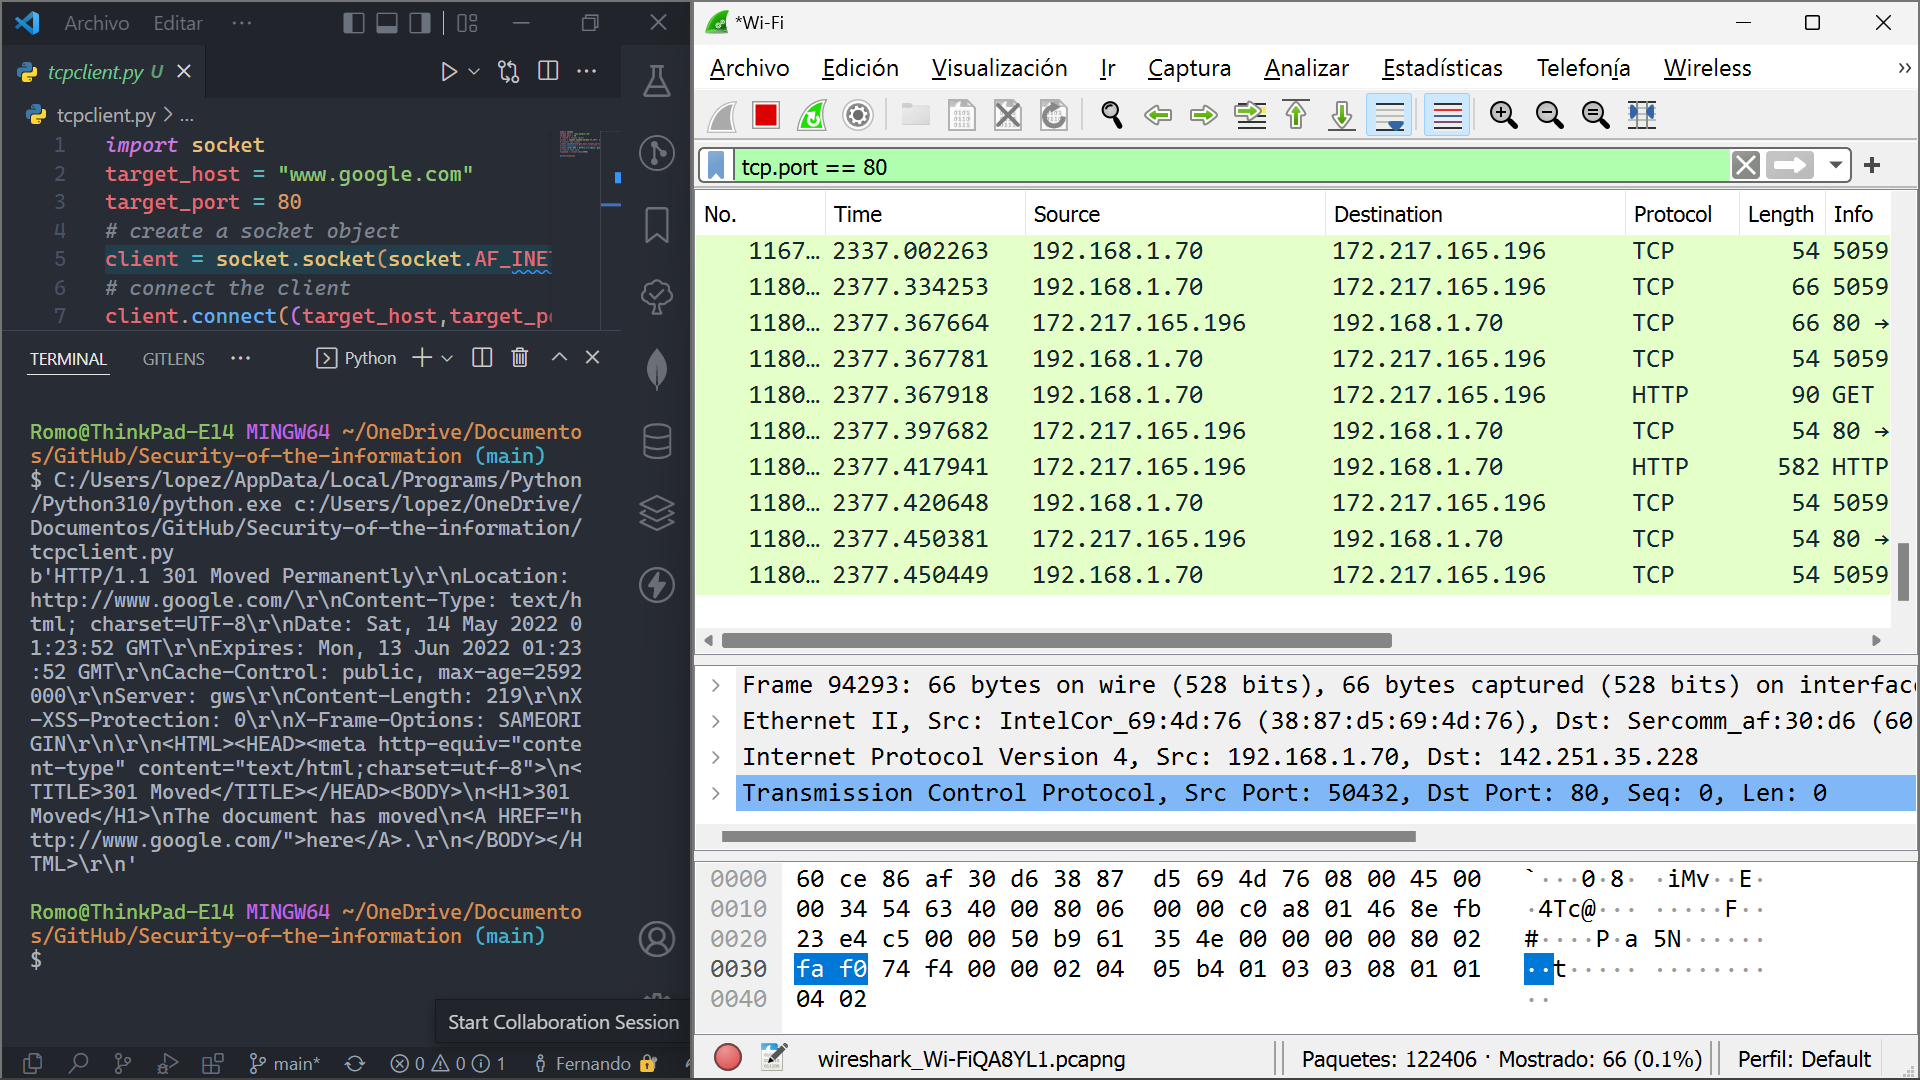 Archivo Editar ···
tcpclient.py U
tcpclient.py > ...
1 import socket
2 target_host = "www.google.com"
3 target_port = 80
4 # create a socket object
5 client = socket.socket(socket.AF_INE
6 # connect the client
7 client.connect((target_host,target_p
TERMINAL GITLENS ··· Python
Romo@ThinkPad-E14 MINGW64 ~/OneDrive/Documento
s/GitHub/Security-of-the-information (main)
$ C:/Users/lopez/AppData/Local/Programs/Python
/Python310/python.exe c:/Users/lopez/OneDrive/
Documentos/GitHub/Security-of-the-information/
tcpclient.py
b'HTTP/1.1 301 Moved Permanently\r\nLocation: 
http://www.google.com/\r\nContent-Type: text/h
tml; charset=UTF-8\r\nDate: Sat, 14 May 2022 0
1:23:52 GMT\r\nExpires: Mon, 13 Jun 2022 01:23
:52 GMT\r\nCache-Control: public, max-age=2592
000\r\nServer: gws\r\nContent-Length: 219\r\nX
-XSS-Protection: 0\r\nX-Frame-Options: SAMEORI
GIN\r\n\r\n<HTML><HEAD><meta http-equiv="conte
nt-type" content="text/html;charset=utf-8">\n<
TITLE>301 Moved</TITLE></HEAD><BODY>\n<H1>301 
Moved</H1>\nThe document has moved\n<A HREF="h
ttp://www.google.com/">here</A>.\r\n</BODY></H
TML>\r\n'
Romo@ThinkPad-E14 MINGW64 ~/OneDrive/Documento
s/GitHub/Security-of-the-information (main)
$
Start Collaboration Session
main* 0 0 1 Fernando
*Wi-Fi
Archivo Edición Visualización Ir Captura Analizar Estadísticas Telefonía Wireless »
tcp.port == 80
No. Time Source Destination Protocol Length Info
1167… 2337.002263 192.168.1.70 172.217.165.196 TCP 54 5059
1180… 2377.334253 192.168.1.70 172.217.165.196 TCP 66 5059
1180… 2377.367664 172.217.165.196 192.168.1.70 TCP 66 80 →
1180… 2377.367781 192.168.1.70 172.217.165.196 TCP 54 5059
1180… 2377.367918 192.168.1.70 172.217.165.196 HTTP 90 GET
1180… 2377.397682 172.217.165.196 192.168.1.70 TCP 54 80 →
1180… 2377.417941 172.217.165.196 192.168.1.70 HTTP 582 HTTP
1180… 2377.420648 192.168.1.70 172.217.165.196 TCP 54 5059
1180… 2377.450381 172.217.165.196 192.168.1.70 TCP 54 80 →
1180… 2377.450449 192.168.1.70 172.217.165.196 TCP 54 5059
Frame 94293: 66 bytes on wire (528 bits), 66 bytes captured (528 bits) on interfac
Ethernet II, Src: IntelCor_69:4d:76 (38:87:d5:69:4d:76), Dst: Sercomm_af:30:d6 (60
Internet Protocol Version 4, Src: 192.168.1.70, Dst: 142.251.35.228
Transmission Control Protocol, Src Port: 50432, Dst Port: 80, Seq: 0, Len: 0
0000 60 ce 86 af 30 d6 38 87 d5 69 4d 76 08 00 45 00 `···0·8· ·iMv··E·
0010 00 34 54 63 40 00 80 06 00 00 c0 a8 01 46 8e fb ·4Tc@··· ·····F··
0020 23 e4 c5 00 00 50 b9 61 35 4e 00 00 00 00 80 02 #····P·a 5N······
0030 fa f0 74 f4 00 00 02 04 05 b4 01 03 03 08 01 01 ··t····· ········
0040 04 02 ··
wireshark_Wi-FiQA8YL1.pcapng Paquetes: 122406 · Mostrado: 66 (0.1%) Perfil: Default